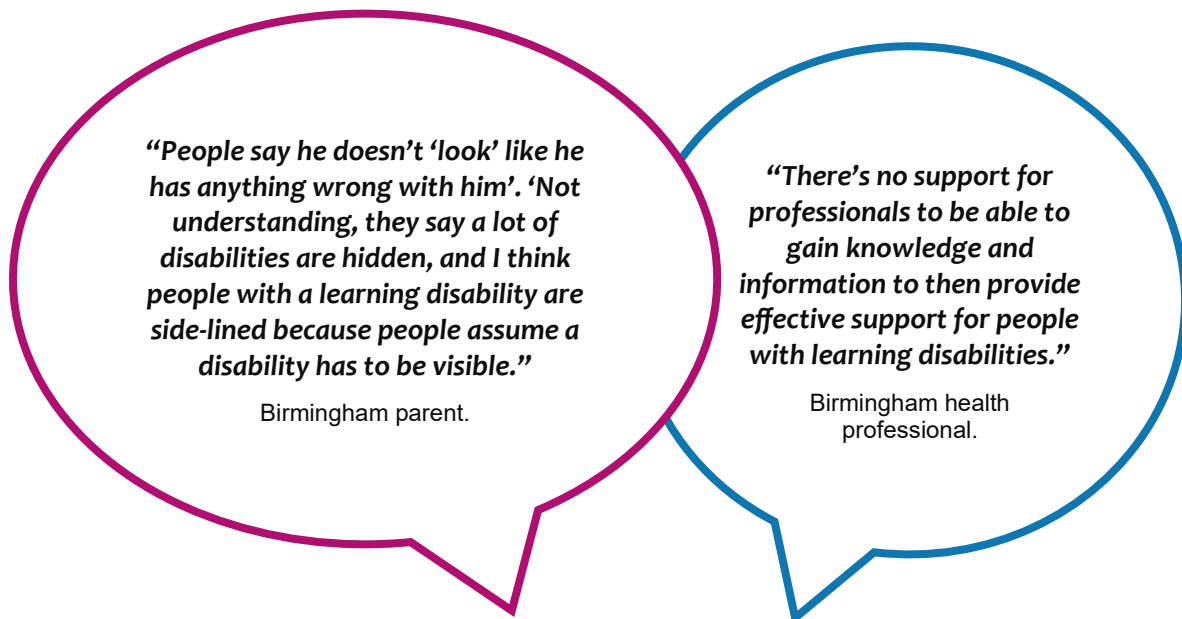 “People say he doesn’t ‘look’ like he
has anything wrong with him’. ‘Not
understanding, they say a lot of
disabilities are hidden, and I think
people with a learning disability are
side-lined because people assume a
disability has to be visible.”
Birmingham parent.
“There’s no support for
professionals to be able to
gain knowledge and
information to then provide
effective support for people
with learning disabilities.”
Birmingham health
professional.